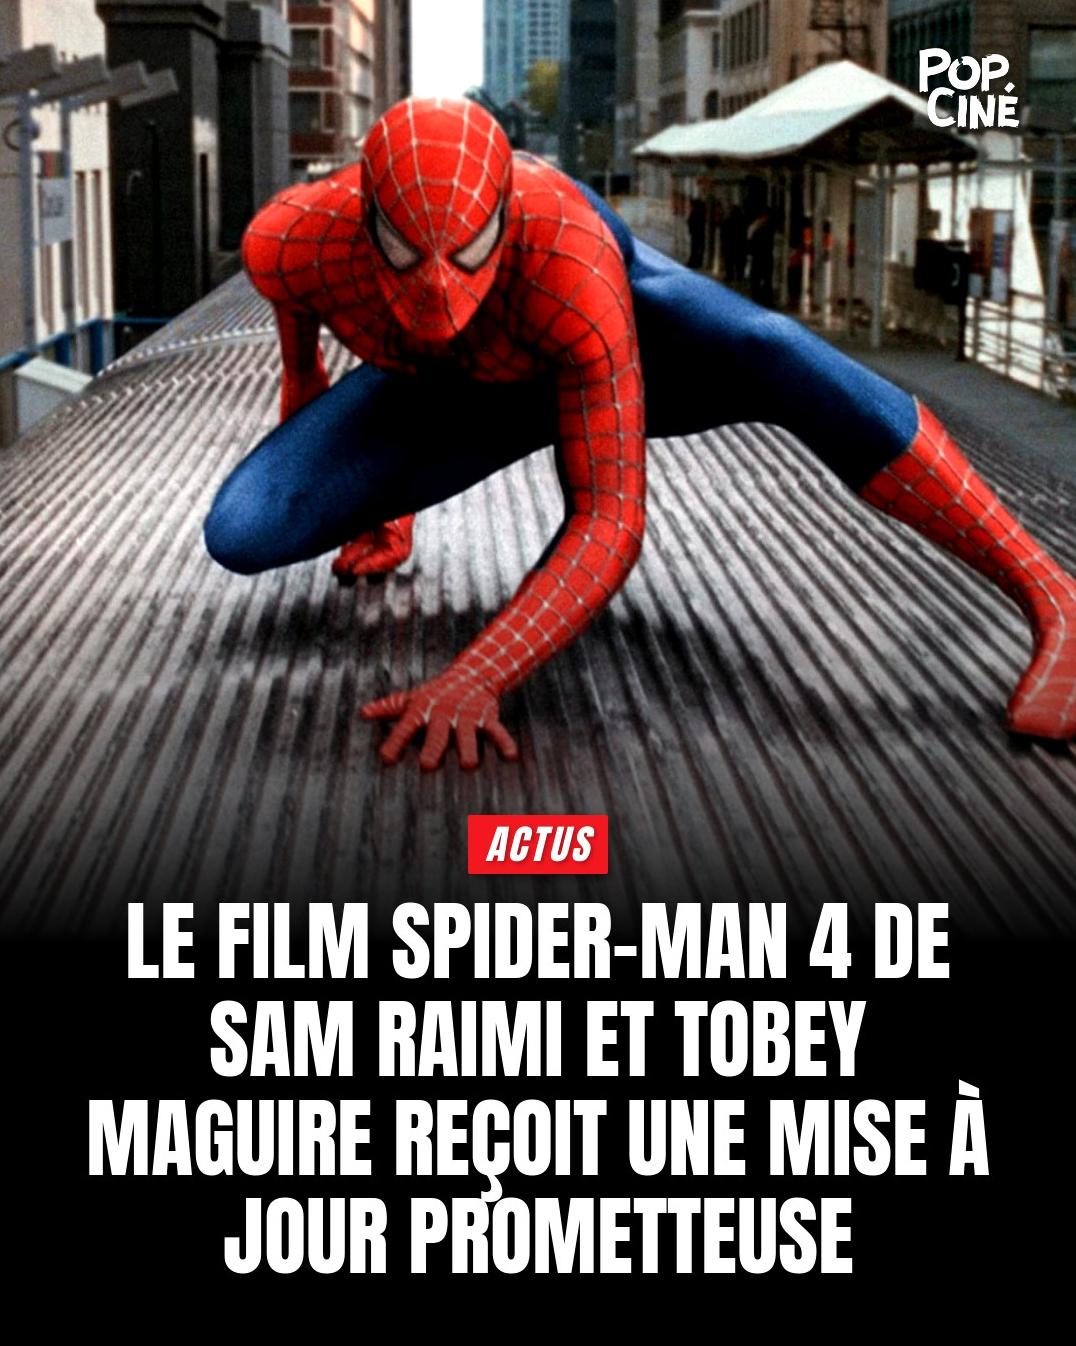 POP.
CINÉ
ACTUS
LE FILM SPIDER-MAN 4 DE
SAM RAIMI ET TOBEY
MAGUIRE REÇOIT UNE MISE À
JOUR PROMETTEUSE